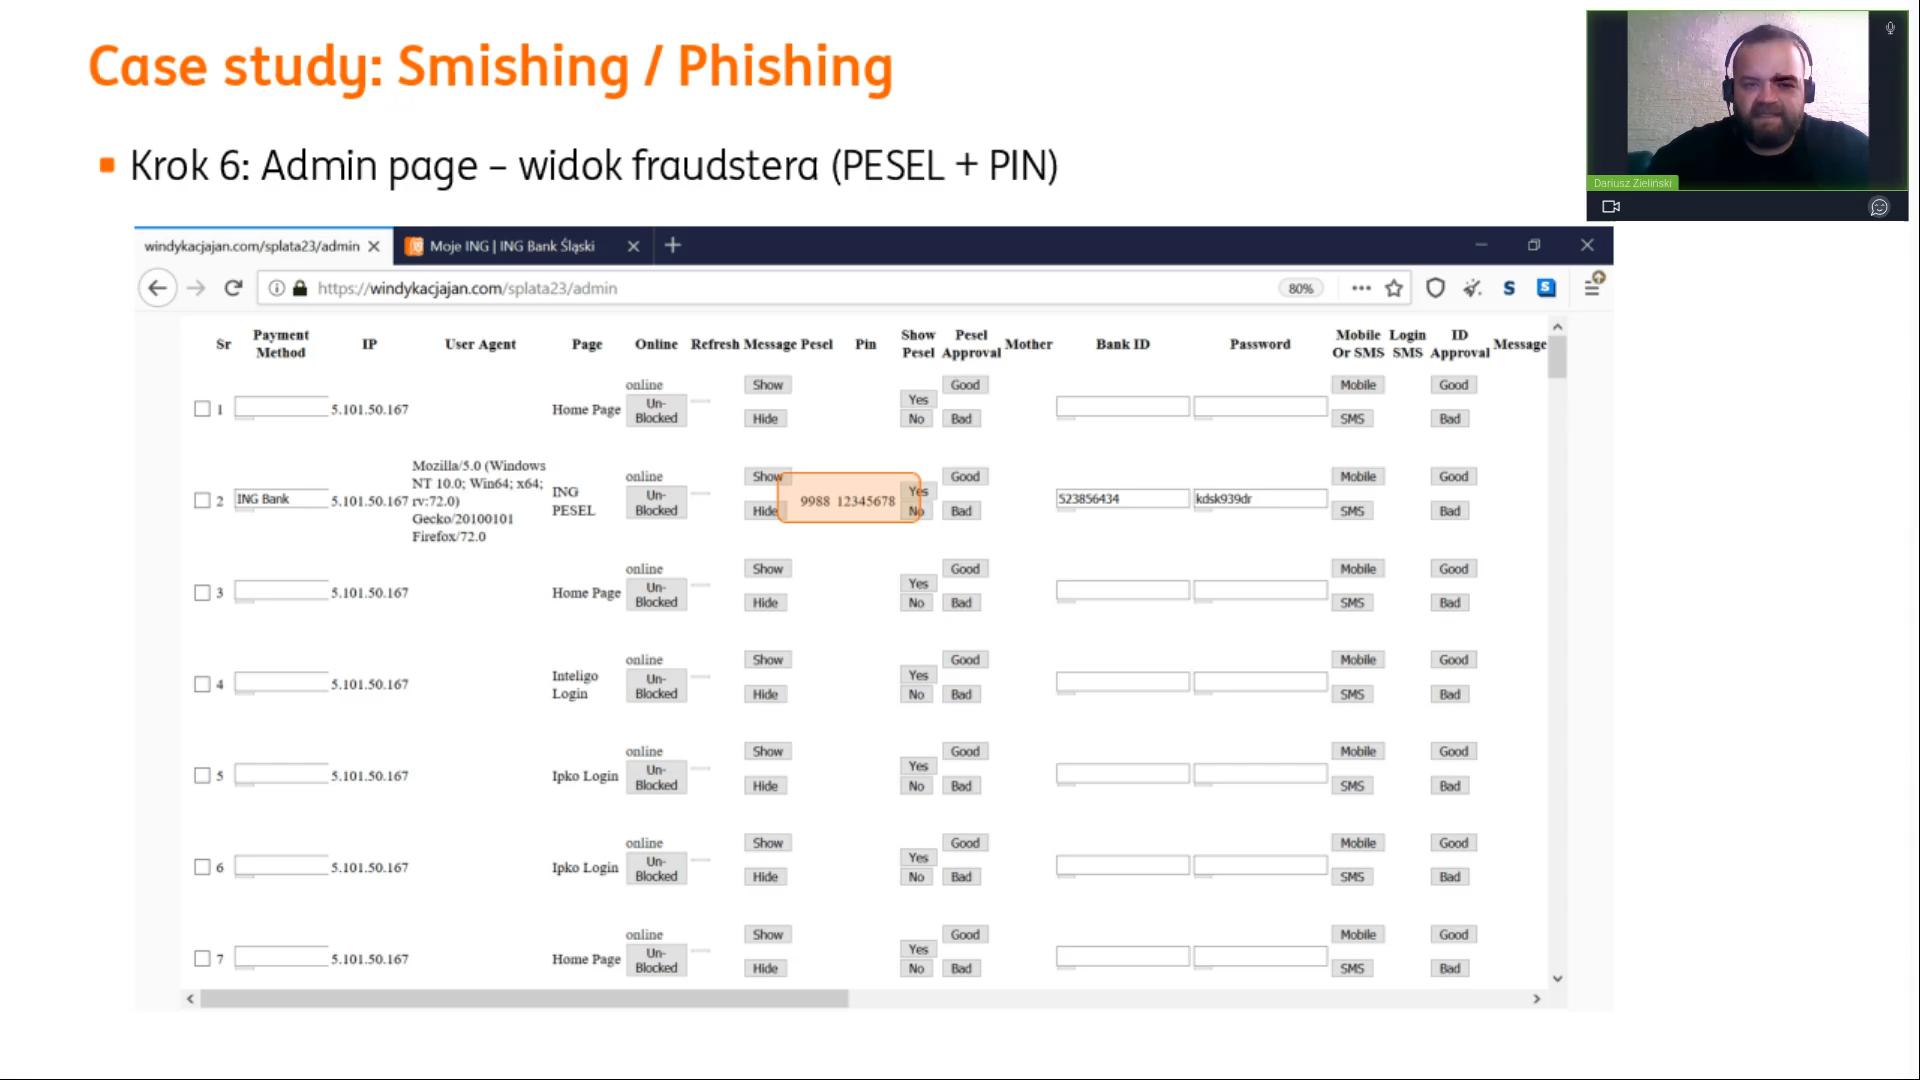 Case study: Smishing / Phishing
Dariusz Zieliński
Krok 6: Admin page – widok fraudstera (PESEL + PIN)
windykacjajan.com/splata23/admin
Moje ING | ING Bank Śląski
https://windykacjajan.com/splata23/admin
80%
Sr Payment Method IP User Agent Page Online Refresh Message Pesel Pin Show Pesel Pesel Approval Mother Bank ID Password Mobile Or SMS Login SMS ID Approval Message
online Show Good Mobile Good
1 5.101.50.167 Home Page Un-Blocked Yes
Hide No Bad SMS Bad
Mozilla/5.0 (Windows
NT 10.0; Win64; x64;
rv:72.0)
Gecko/20100101
Firefox/72.0
online Show Good Mobile Good
2 ING Bank 5.101.50.167 ING PESEL Un-Blocked 9988 12345678 Yes 523856434 kdsk939dr
Hide No Bad SMS Bad
online Show Good Mobile Good
3 5.101.50.167 Home Page Un-Blocked Yes
Hide No Bad SMS Bad
online Show Good Mobile Good
4 5.101.50.167 Inteligo Login Un-Blocked Yes
Hide No Bad SMS Bad
online Show Good Mobile Good
5 5.101.50.167 Ipko Login Un-Blocked Yes
Hide No Bad SMS Bad
online Show Good Mobile Good
6 5.101.50.167 Ipko Login Un-Blocked Yes
Hide No Bad SMS Bad
online Show Good Mobile Good
7 5.101.50.167 Home Page Un-Blocked Yes
Hide No Bad SMS Bad